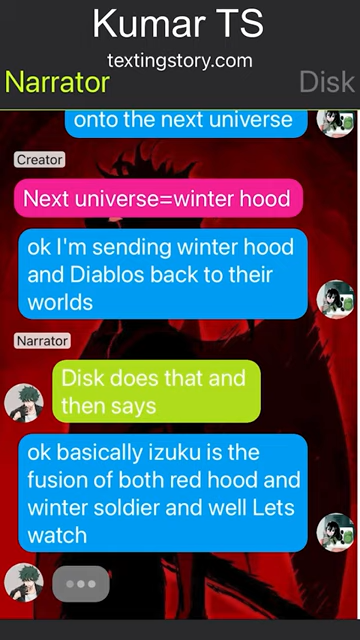 Kumar TS
textingstory.com
Narrator
Disk
onto the next universe
Creator
Next universe=winter hood
ok I'm sending winter hood
and Diablos back to their
worlds
Narrator
Disk does that and
then says
ok basically izuku is the
fusion of both red hood and
winter soldier and well Lets
watch